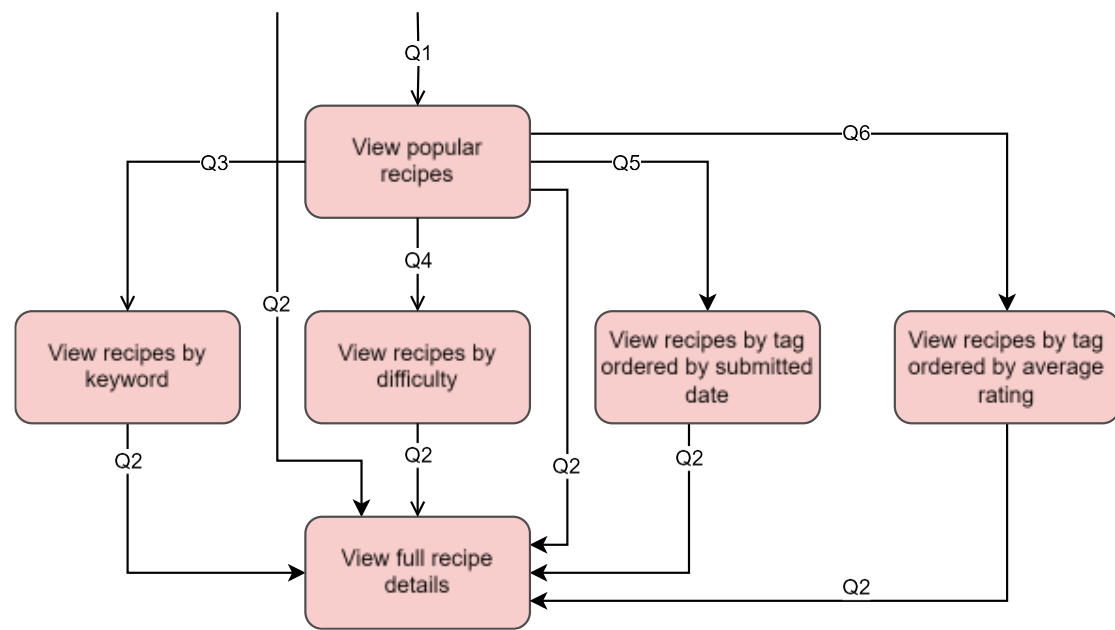 Q1
View popular
recipes
Q6
Q3
Q5
Q4
Q2
View recipes by
keyword
View recipes by
difficulty
View recipes by tag
ordered by submitted
date
View recipes by tag
ordered by average
rating
Q2
Q2
Q2
Q2
View full recipe
details
Q2